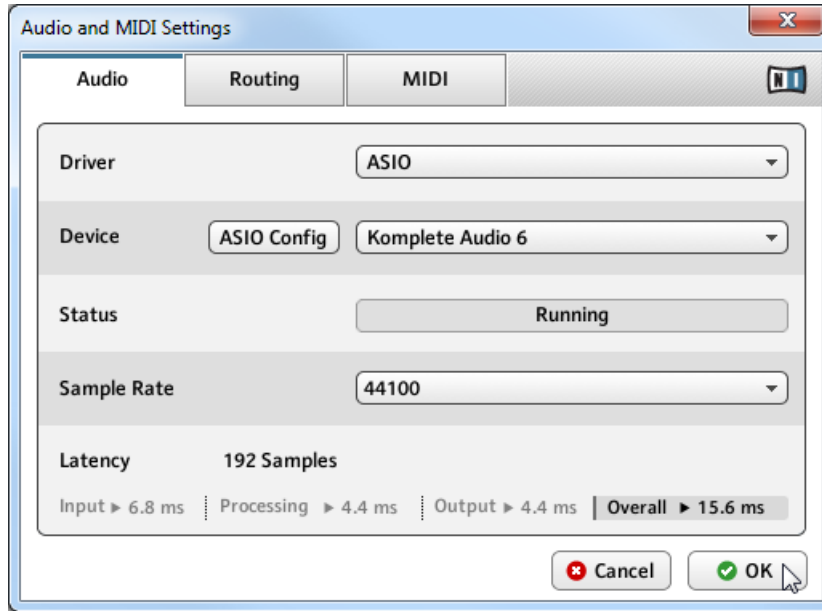 Audio and MIDI Settings
Audio Routing MIDI NI
Driver ASIO
Device ASIO Config Komplete Audio 6
Status Running
Sample Rate 44100
Latency 192 Samples
Input ▶ 6.8 ms Processing ▶ 4.4 ms Output ▶ 4.4 ms Overall ▶ 15.6 ms
Cancel OK